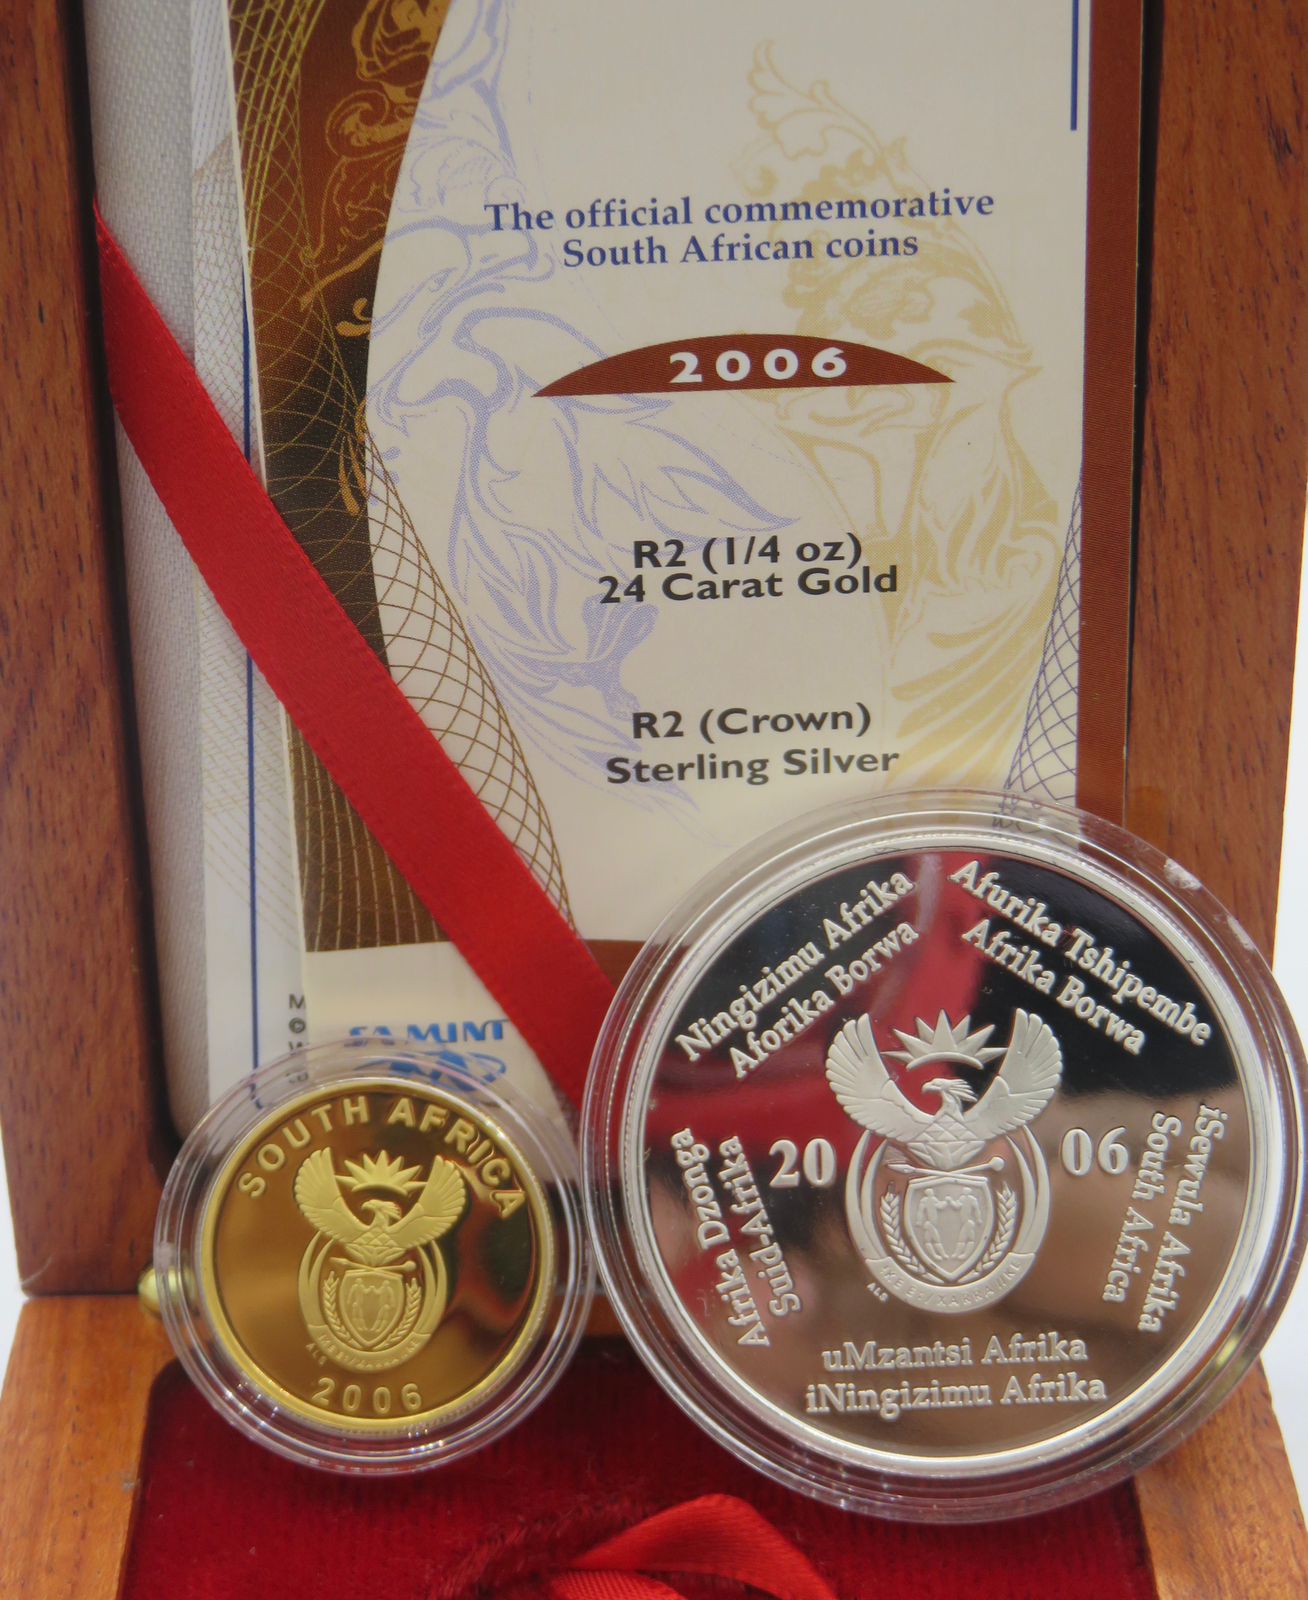 The official commemorative
South African coins
2006
R2 (1/4 oz)
24 Carat Gold
R2 (Crown)
Sterling Silver
SA MINT
SOUTH AFRICA
ALS
2006
Ningizimu Afrika
Aforika Borwa
Afurika Tshipembe
Afrika Borwa
Afrika Dzonga
Suid-Afrika
20 06
iSewula Afrika
South Africa
ALS
uMzantsi Afrika
iNingizimu Afrika